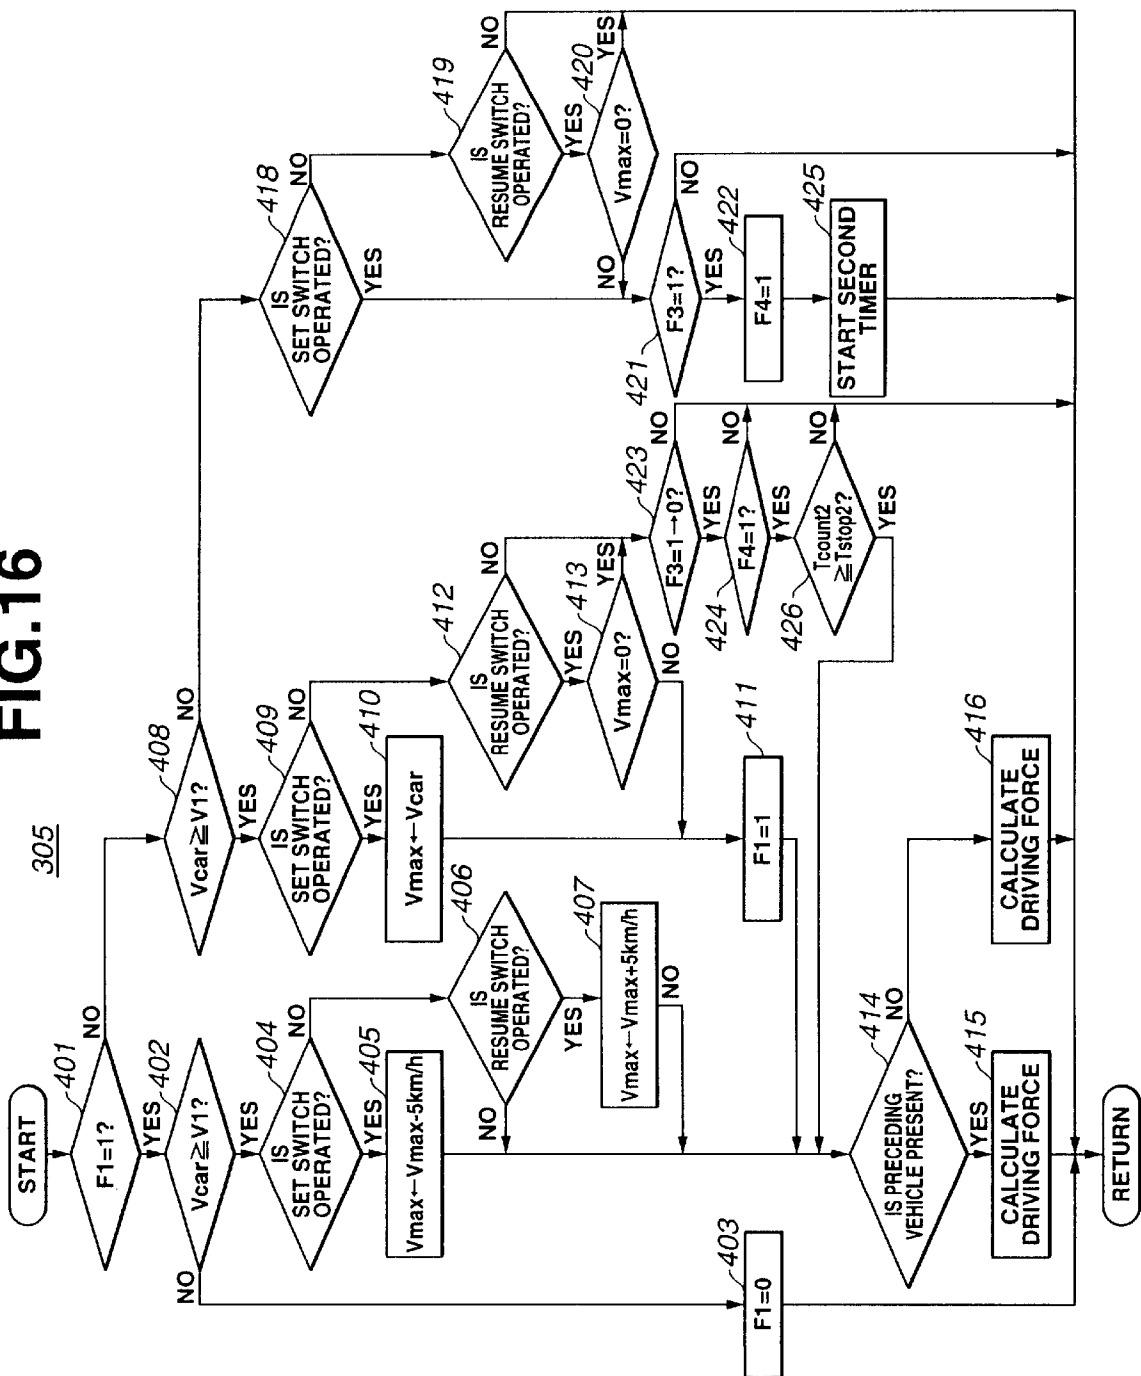 FIG.16
305
START
401
F1=1?
NO
YES
402
Vcar≧V1?
NO
YES
403
F1=0
404
IS
SET SWITCH
OPERATED?
NO
YES
405
Vmax←Vmax-5km/h
406
IS
RESUME SWITCH
OPERATED?
NO
YES
407
Vmax←Vmax+5km/h
NO
408
Vcar≧V1?
NO
YES
409
IS
SET SWITCH
OPERATED?
NO
YES
410
Vmax←Vcar
411
F1=1
412
IS
RESUME SWITCH
OPERATED?
NO
YES
413
Vmax=0?
YES
NO
414
IS PRECEDING
VEHICLE PRESENT?
NO
YES
415
CALCULATE
DRIVING FORCE
416
CALCULATE
DRIVING FORCE
418
IS
SET SWITCH
OPERATED?
NO
YES
419
IS
RESUME SWITCH
OPERATED?
NO
YES
420
Vmax=0?
YES
NO
421
F3=1?
NO
YES
422
F4=1
425
START SECOND
TIMER
423
F3=1→0?
NO
YES
424
F4=1?
NO
YES
426
Tcount2
≧Tstop2?
NO
YES
RETURN